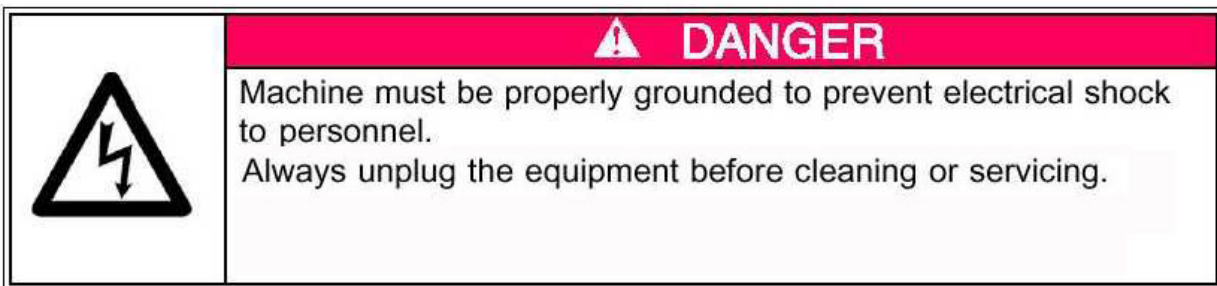 DANGER
Machine must be properly grounded to prevent electrical shock
to personnel.
Always unplug the equipment before cleaning or servicing.